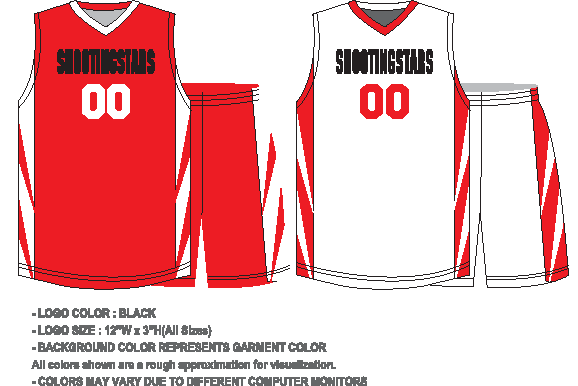 SHOOTINGSTARS
00
SHOOTINGSTARS
00
- LOGO COLOR : BLACK
- LOGO SIZE : 12"W x 3"H(All Sizes)
- BACKGROUND COLOR REPRESENTS GARMENT COLOR
All colors shown are a rough approximation for visualization.
- COLORS MAY VARY DUE TO DIFFERENT COMPUTER MONITORS